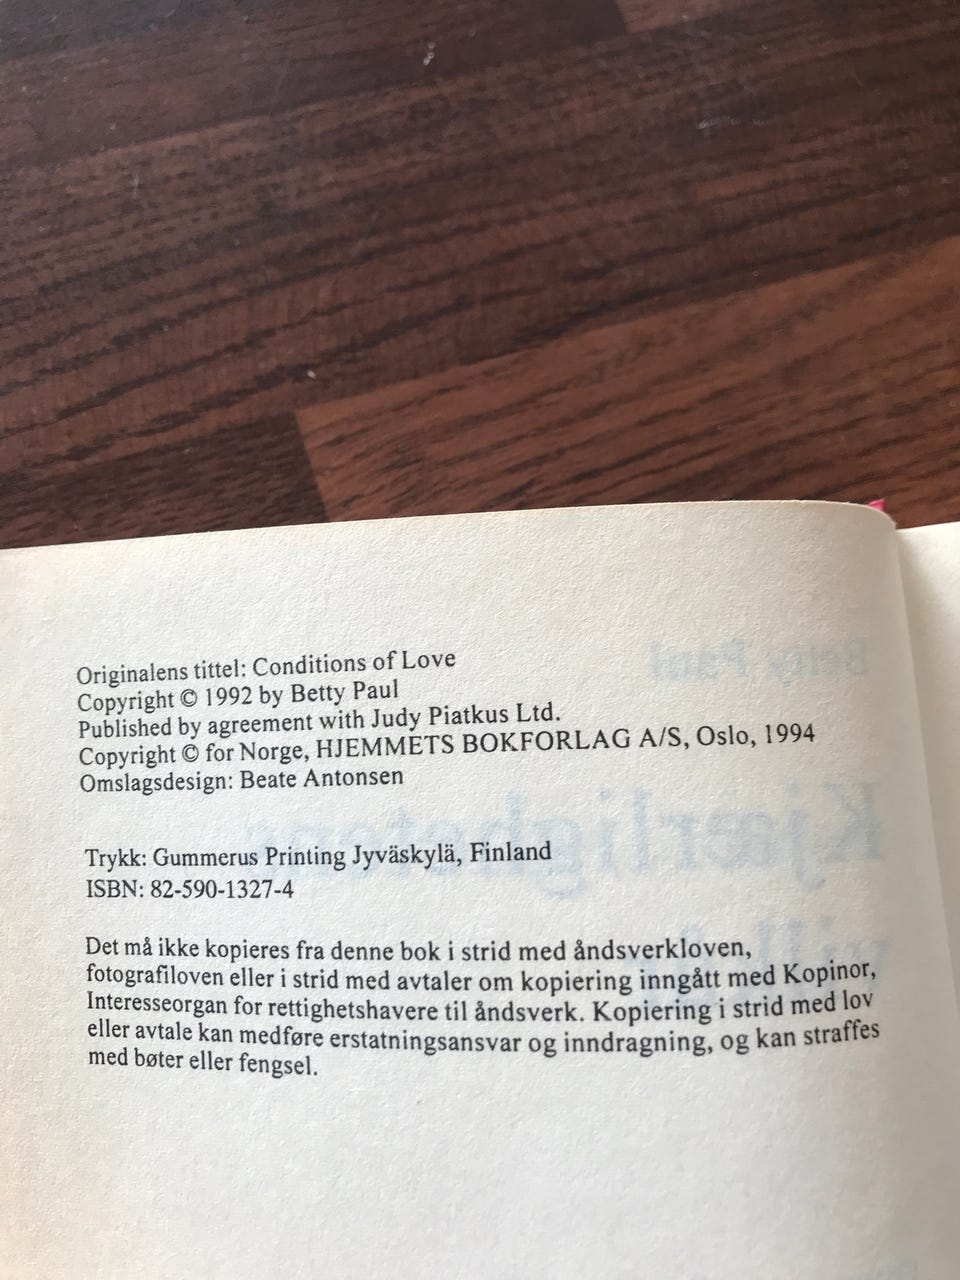 Originalens tittel: Conditions of Love
Copyright © 1992 by Betty Paul
Published by agreement with Judy Piatkus Ltd.
Copyright © for Norge, HJEMMETS BOKFORLAG A/S, Oslo, 1994
Omslagsdesign: Beate Antonsen
Trykk: Gummerus Printing Jyväskylä, Finland
ISBN: 82-590-1327-4
Det må ikke kopieres fra denne bok i strid med åndsverkloven,
fotografiloven eller i strid med avtaler om kopiering inngått med Kopinor,
Interesseorgan for rettighetshavere til åndsverk. Kopiering i strid med lov
eller avtale kan medføre erstatningsansvar og inndragning, og kan straffes
med bøter eller fengsel.
Betty Paul
Kjærlighetens